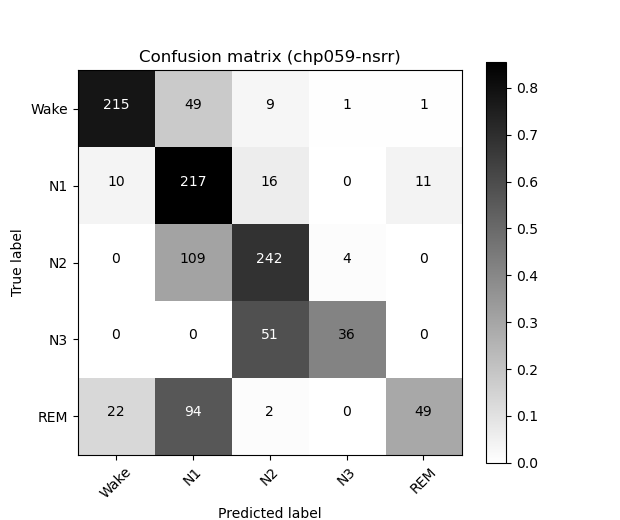 Confusion matrix (chp059-nsrr)
Wake 215 49 9 1 1
N1 10 217 16 0 11
N2 0 109 242 4 0
N3 0 0 51 36 0
REM 22 94 2 0 49
Wake N1 N2 N3 REM
Predicted label
True label
0.8
0.7
0.6
0.5
0.4
0.3
0.2
0.1
0.0